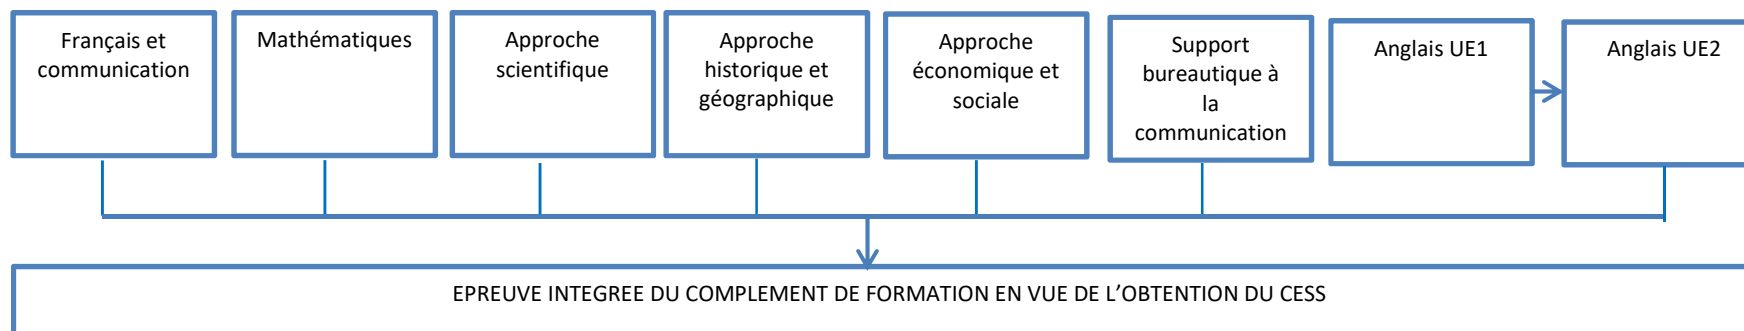 Français et
communication
Mathématiques
Approche
scientifique
Approche
historique et
géographique
Approche
économique et
sociale
Support
bureautique à
la
communication
Anglais UE1
Anglais UE2
EPREUVE INTEGREE DU COMPLEMENT DE FORMATION EN VUE DE L’OBTENTION DU CESS